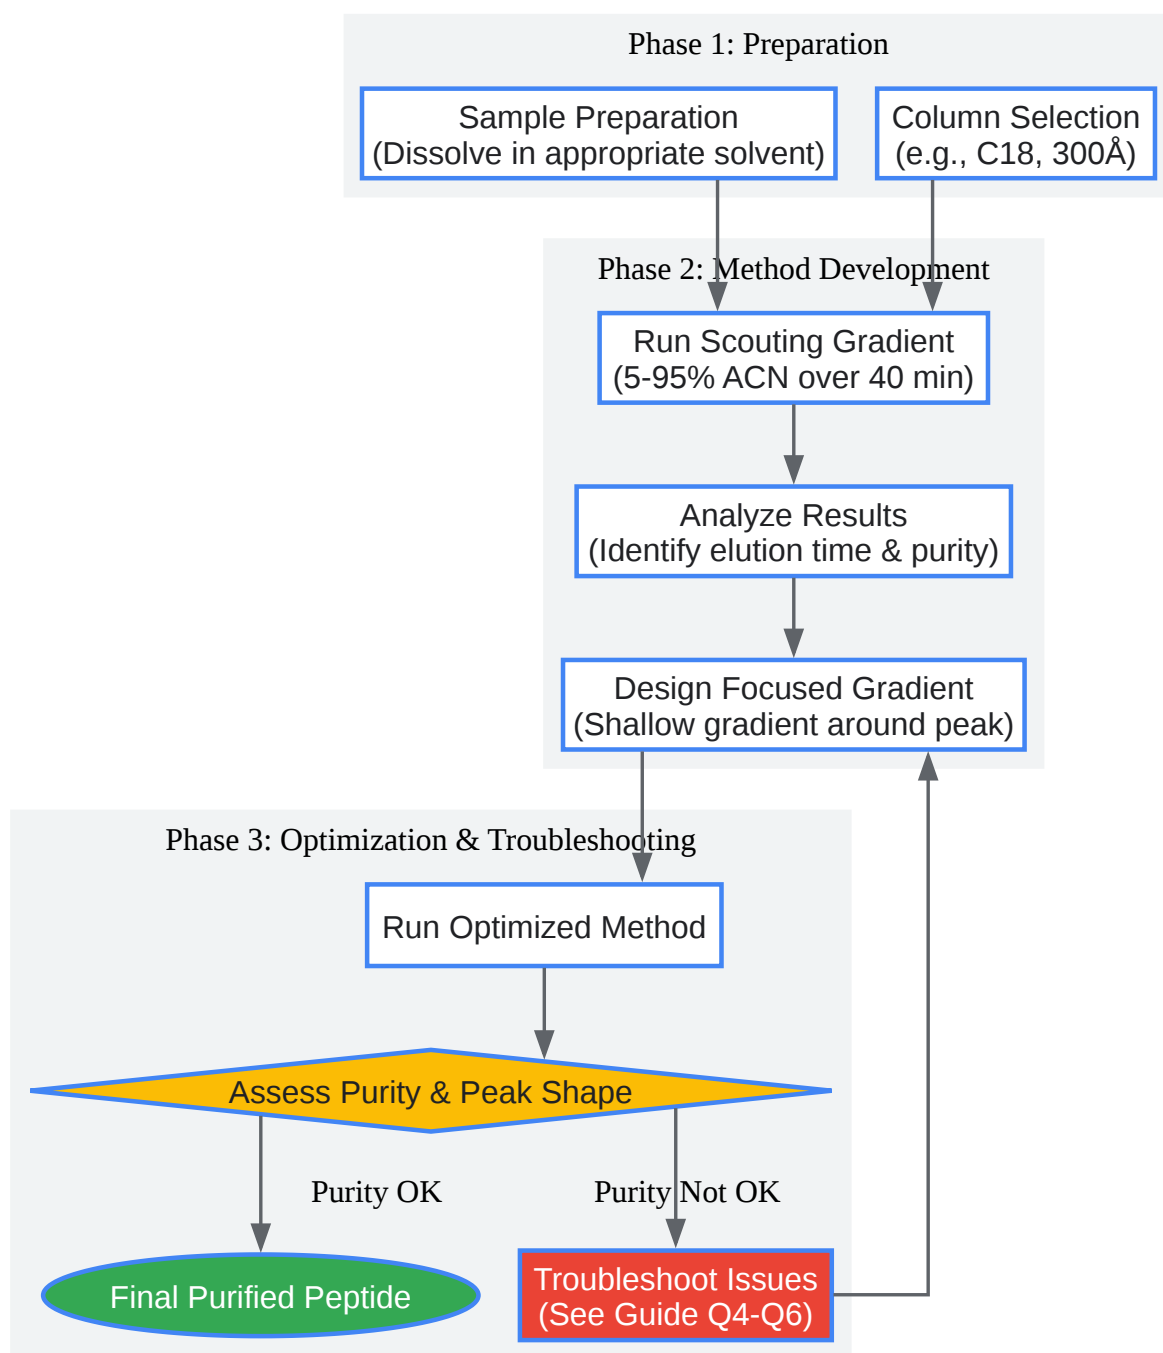 Phase 1: Preparation
Sample Preparation
(Dissolve in appropriate solvent)
Column Selection
(e.g., C18, 300Å)
Phase 2: Method Development
Run Scouting Gradient
(5-95% ACN over 40 min)
Analyze Results
(Identify elution time & purity)
Design Focused Gradient
(Shallow gradient around peak)
Phase 3: Optimization & Troubleshooting
Run Optimized Method
Assess Purity & Peak Shape
Purity OK
Purity Not OK
Final Purified Peptide
Troubleshoot Issues
(See Guide Q4-Q6)